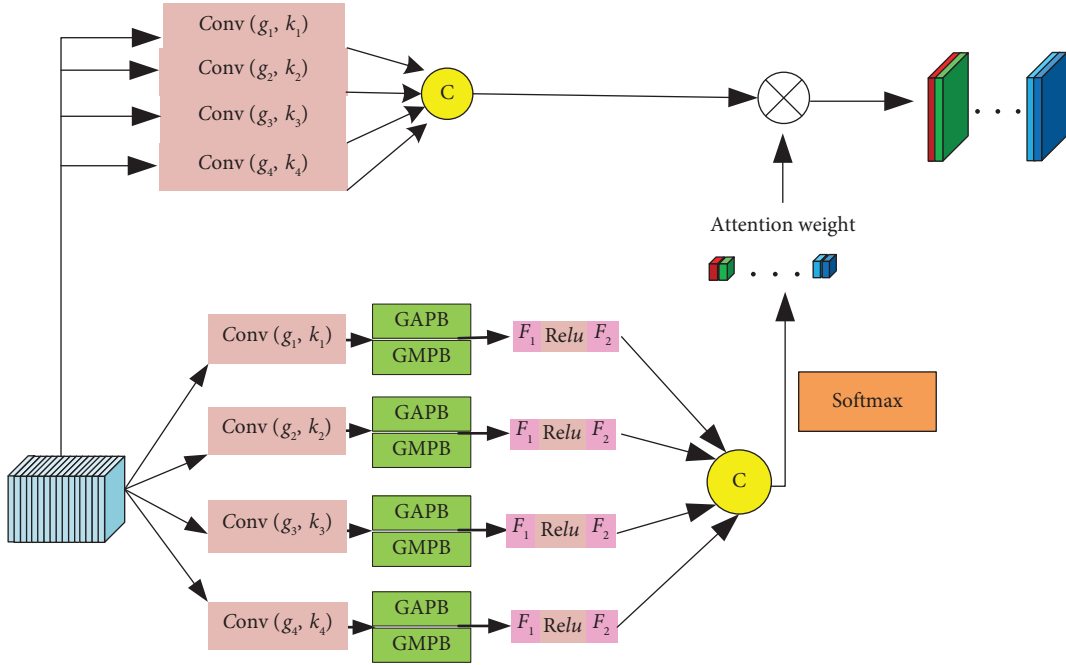 Conv (g₁, k₁)
Conv (g₂, k₂)
Conv (g₃, k₃)
Conv (g₄, k₄)
C
Attention weight
Conv (g₁, k₁)
GAPB
GMPB
F₁ Relu F₂
Conv (g₂, k₂)
GAPB
GMPB
F₁ Relu F₂
Conv (g₃, k₃)
GAPB
GMPB
F₁ Relu F₂
Conv (g₄, k₄)
GAPB
GMPB
F₁ Relu F₂
C
Softmax